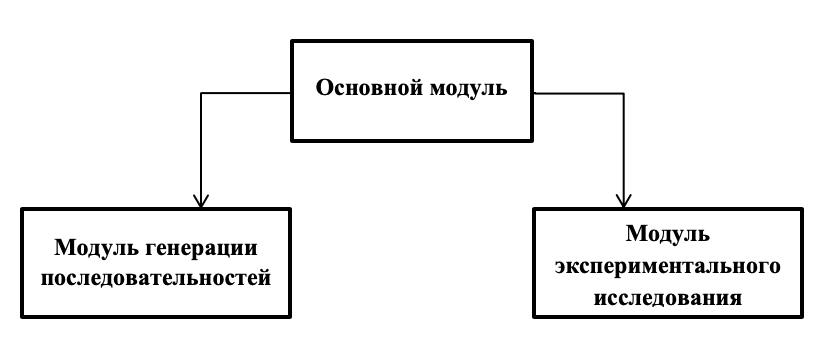 Основной модуль
Модуль генерации
последовательностей
Модуль
экспериментального
исследования